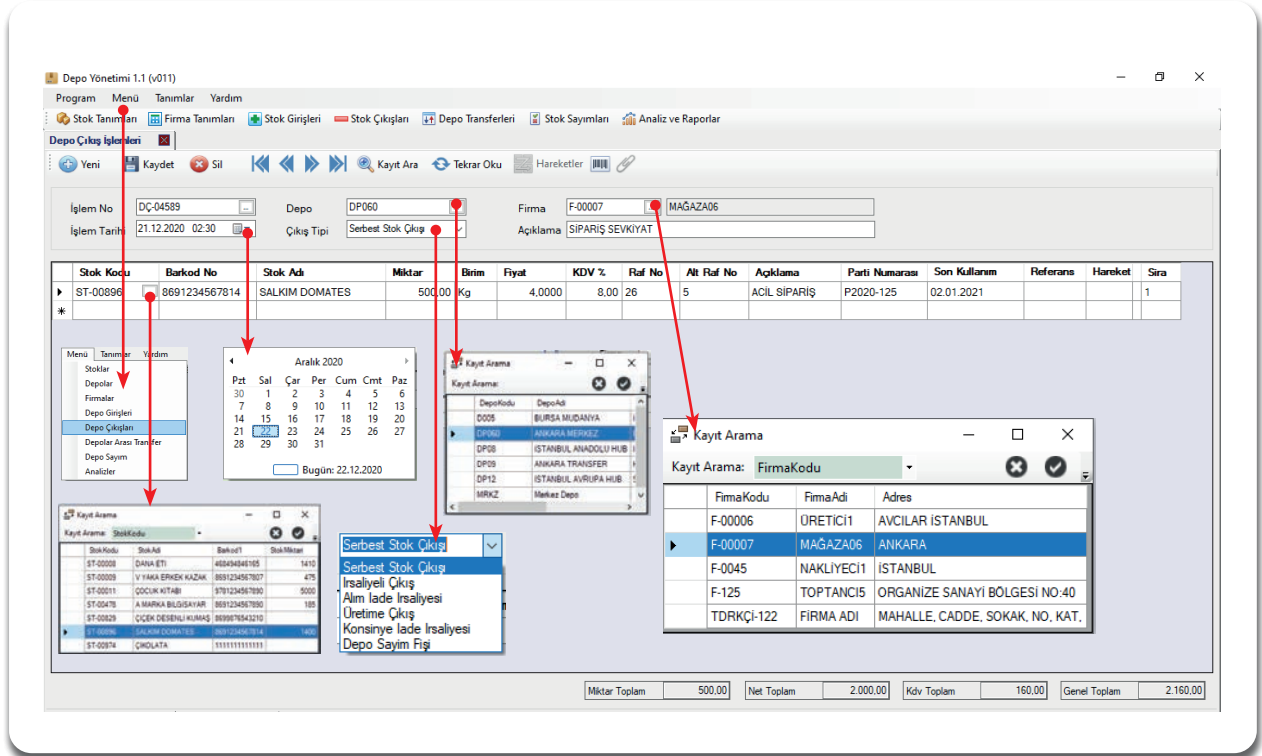 Depo Yönetimi 1.1 (v011)
Program Menü Tanımlar Yardım
Stok Tanımları Firma Tanımları Stok Girişleri Stok Çıkışları Depo Transferleri Stok Sayımları Analiz ve Raporlar
Depo Çıkış İşlemleri
Yeni Kaydet Sil Kayıt Ara Tekrar Oku Hareketler
İşlem No DÇ-04589 Depo DP060 Firma F-00007 MAĞAZA06
İşlem Tarihi 21.12.2020 02:30 Çıkış Tipi Serbest Stok Çıkışı Açıklama SİPARİŞ SEVKİYAT
Stok Kodu Barkod No Stok Adı Miktar Birim Fiyat KDV % Raf No Alt Raf No Açıklama Parti Numarası Son Kullanım Referans Hareket Sira
ST-00896 8691234567814 SALKIM DOMATES 500,00 Kg 4,0000 8,00 26 5 ACİL SİPARİŞ P2020-125 02.01.2021 1
Menü Tanımlar Yardım
Stoklar
Depolar
Firmalar
Depo Girişleri
Depo Çıkışları
Depolar Arası Transfer
Depo Sayım
Analizler
Aralık 2020
Pzt Sal Çar Per Cum Cmt Paz
30 1 2 3 4 5 6
7 8 9 10 11 12 13
14 15 16 17 18 19 20
21 22 23 24 25 26 27
28 29 30 31
Bugün: 22.12.2020
Kayıt Arama
Kayıt Arama:
DepoKodu DepoAdi
D005 BURSA MUDANYA
DP060 ANKARA MERKEZ
DP08 ISTANBUL ANADOLU HUB
DP09 ANKARA TRANSFER
DP12 ISTANBUL AVRUPA HUB
MRKZ Merkez Depo
Kayıt Arama
Kayıt Arama: FirmaKodu
FirmaKodu FirmaAdi Adres
F-00006 ÜRETİCİ1 AVCILAR İSTANBUL
F-00007 MAĞAZA06 ANKARA
F-0045 NAKLİYECİ1 İSTANBUL
F-125 TOPTANCI5 ORGANİZE SANAYİ BÖLGESİ NO:40
TDRKÇİ-122 FİRMA ADI MAHALLE, CADDE, SOKAK, NO, KAT,
Kayıt Arama
Kayıt Arama: StokKodu
StokKodu StokAdi Barkod1 StokMiktari
ST-00008 DANA ETİ 468494846165 1410
ST-00009 V YAKA ERKEK KAZAK 8691234567807 475
ST-00011 ÇOCUK KİTABI 9781234567890 5000
ST-00478 A MARKA BİLGİSAYAR 8691234567890 185
ST-00829 ÇİÇEK DESENLİ KUMAŞ 8699876543210
ST-00896 SALKIM DOMATES 8691234567814 1400
ST-00974 ÇİKOLATA 1111111111111
Serbest Stok Çıkışı
Serbest Stok Çıkışı
Irsaliyeli Çıkış
Alım Iade Irsaliyesi
Üretime Çıkış
Konsinye Iade Irsaliyesi
Depo Sayim Fişi
Miktar Toplam 500,00 Net Toplam 2.000,00 Kdv Toplam 160,00 Genel Toplam 2.160,00